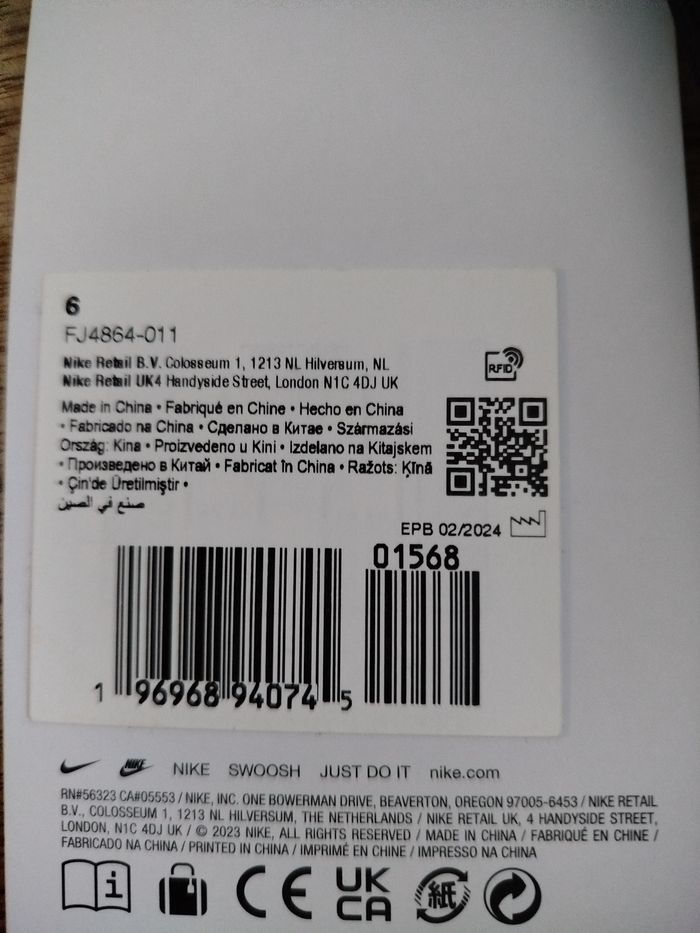 6
FJ4864-011
Nike Retail B.V. Colosseum 1, 1213 NL Hilversum, NL
Nike Retail UK4 Handyside Street, London N1C 4DJ UK
RFID
Made in China • Fabriqué en Chine • Hecho en China
• Fabricado na China • Сделано в Китае • Származási
Ország: Kína • Proizvedeno u Kini • Izdelano na Kitajskem
• Произведено в Китай • Fabricat în China • Ražots: Ķīnā
• Çin'de Üretilmiştir •
صنع في الصين
EPB 02/2024
01568
1 96968 94074 5
NIKE NIKE SWOOSH JUST DO IT nike.com
RN#56323 CA#05553 / NIKE, INC. ONE BOWERMAN DRIVE, BEAVERTON, OREGON 97005-6453 / NIKE RETAIL
B.V., COLOSSEUM 1, 1213 NL HILVERSUM, THE NETHERLANDS / NIKE RETAIL UK, 4 HANDYSIDE STREET,
LONDON, N1C 4DJ UK / © 2023 NIKE, ALL RIGHTS RESERVED / MADE IN CHINA / FABRIQUÉ EN CHINE /
FABRICADO NA CHINA / PRINTED IN CHINA / IMPRIMÉ EN CHINE / IMPRESSO NA CHINA
i CE UK CA 紙